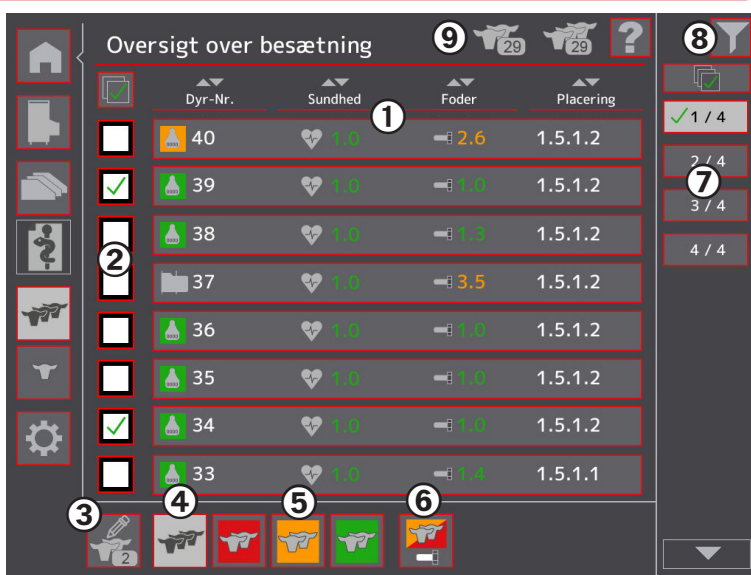 Oversigt over besætning
9
29
29
?
8
Dyr-Nr. Sundhed Foder Placering
1
40 1.0 2.6 1.5.1.2
39 1.0 1.0 1.5.1.2
38 1.0 1.3 1.5.1.2
2
37 1.0 3.5 1.5.1.2
36 1.0 1.0 1.5.1.2
35 1.0 1.0 1.5.1.2
34 1.0 1.0 1.5.1.2
33 1.0 1.4 1.5.1.1
1 / 4
2 / 4
7
3 / 4
4 / 4
3
2
4
5
6